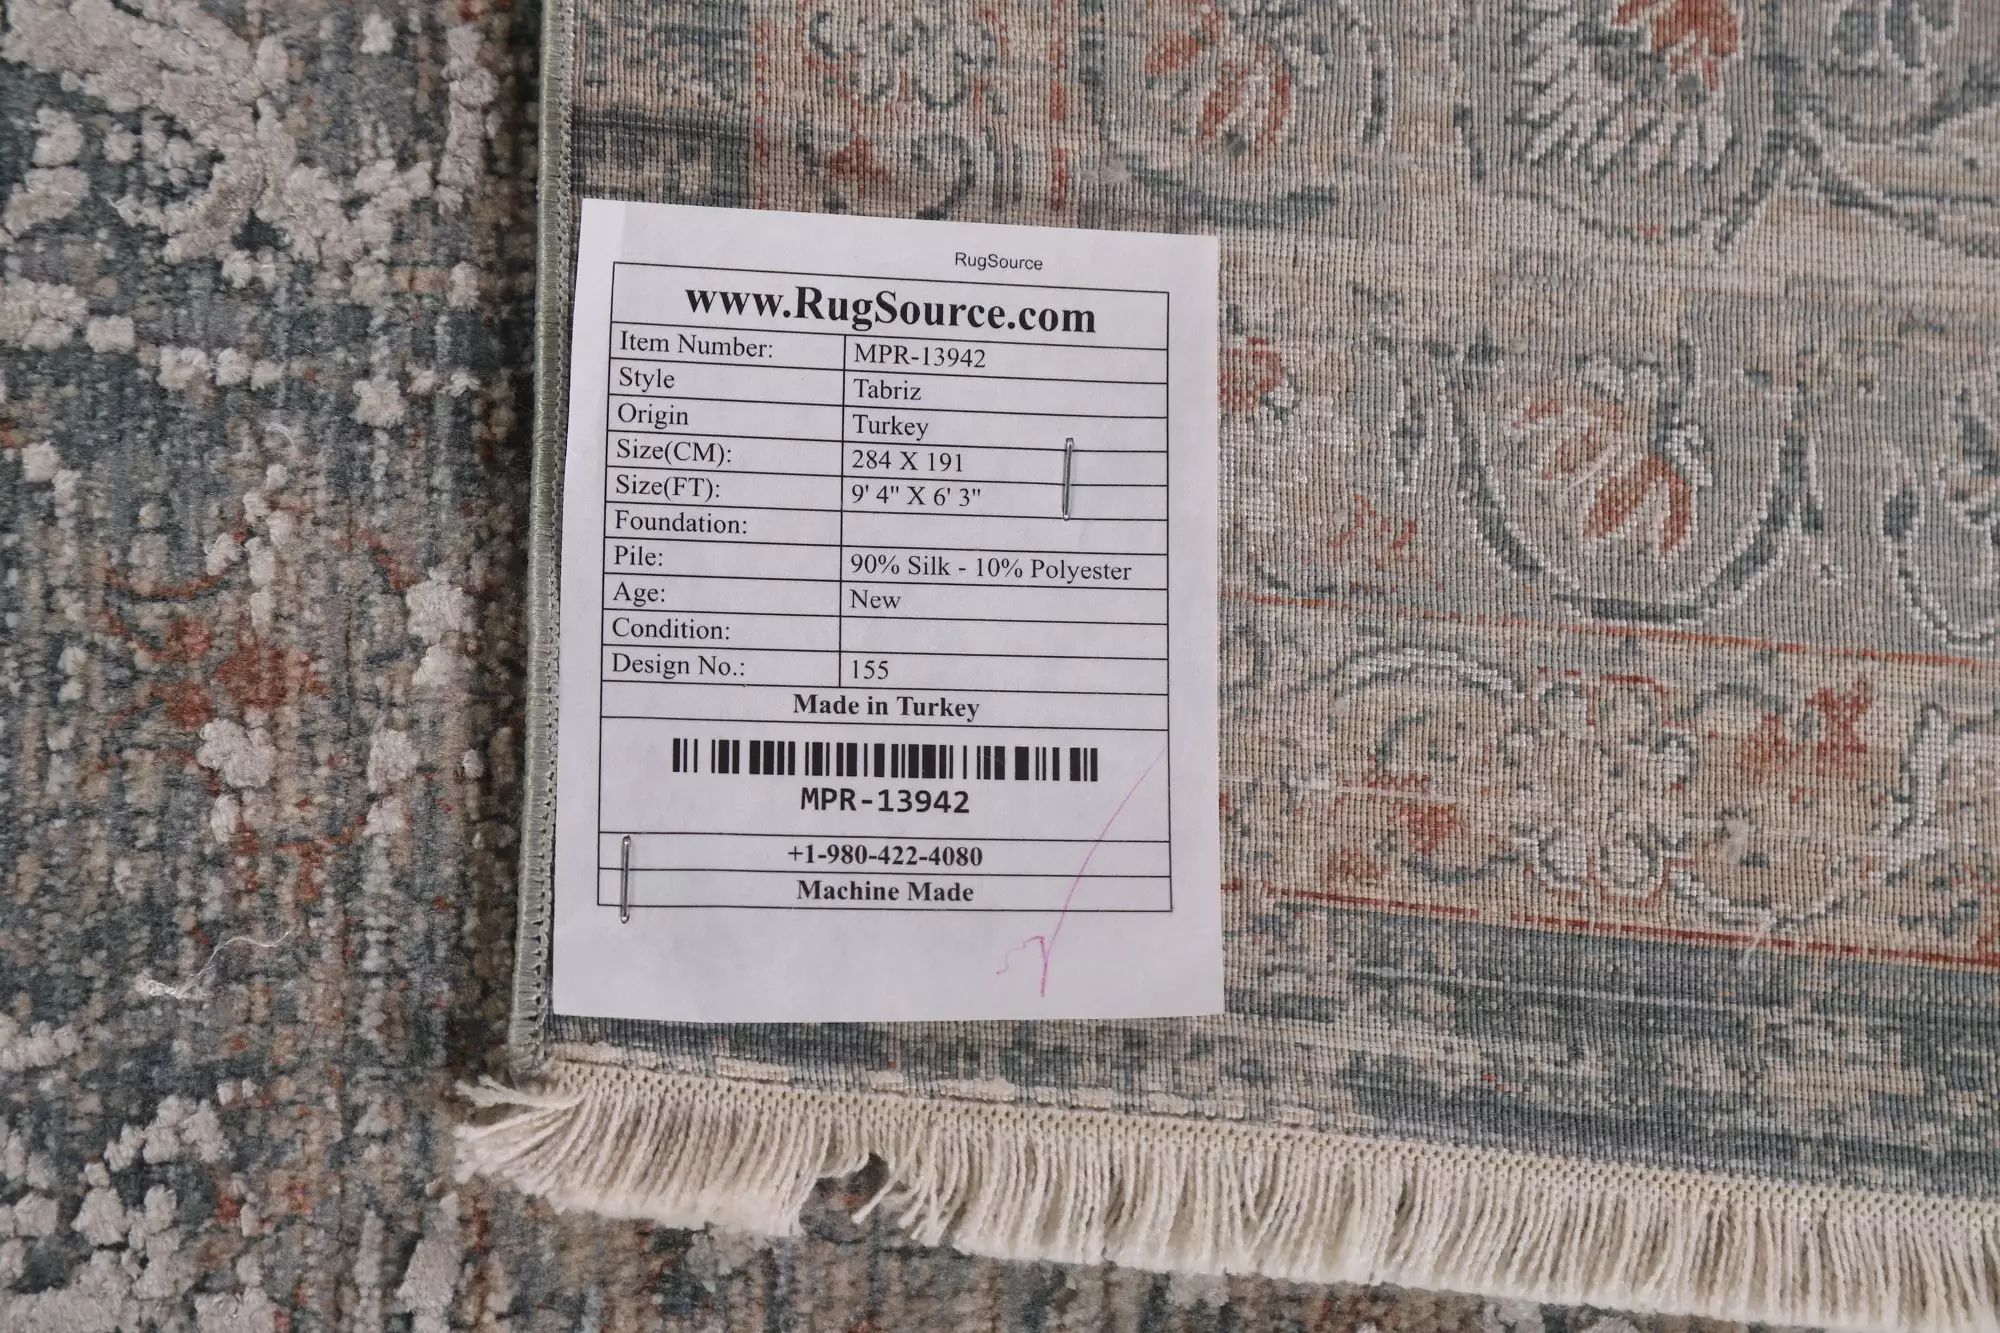 RugSource
www.RugSource.com
Item Number: MPR-13942
Style Tabriz
Origin Turkey
Size(CM): 284 X 191
Size(FT): 9' 4" X 6' 3"
Foundation:
Pile: 90% Silk - 10% Polyester
Age: New
Condition:
Design No.: 155
Made in Turkey
MPR-13942
+1-980-422-4080
Machine Made